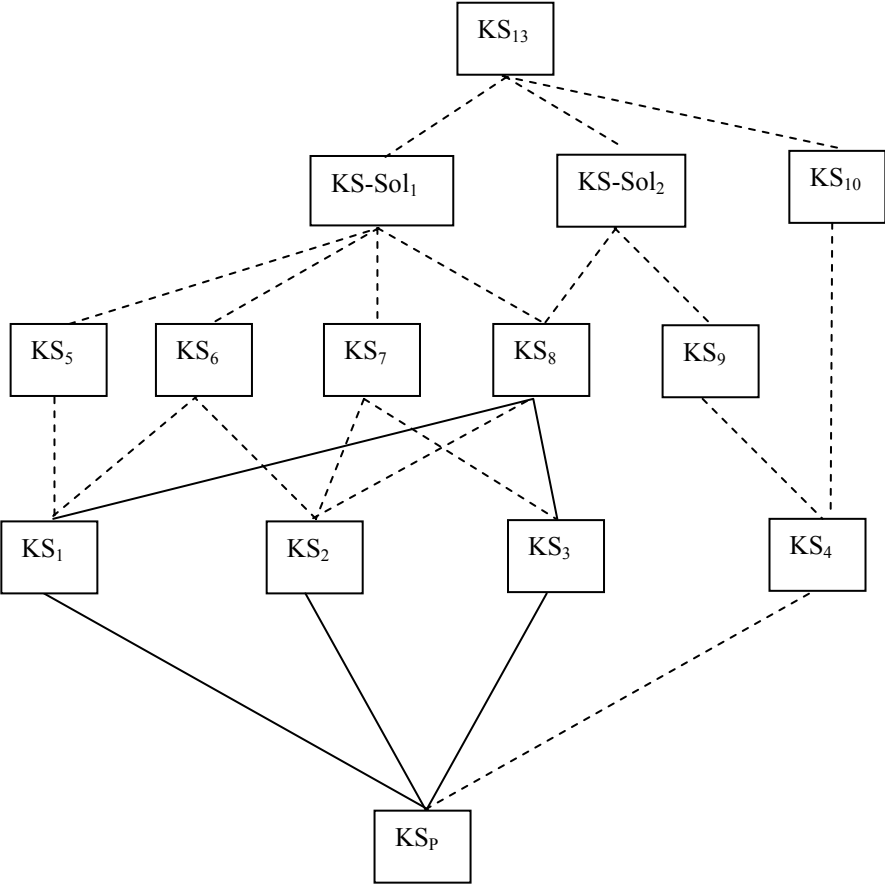 KS₁₃
KS-Sol₁
KS-Sol₂
KS₁₀
KS₅
KS₆
KS₇
KS₈
KS₉
KS₁
KS₂
KS₃
KS₄
KSₚ